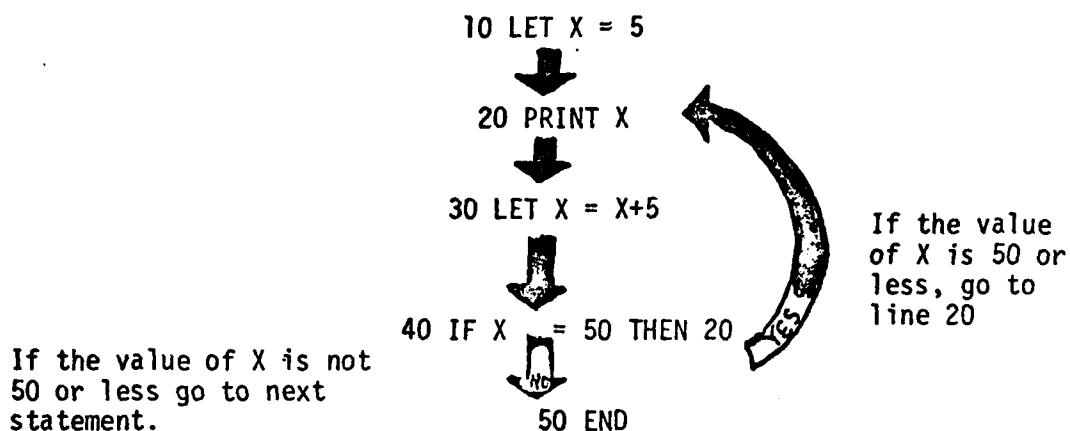 10 LET X = 5
20 PRINT X
30 LET X = X+5
If the value
of X is 50 or
less, go to
line 20
YES
40 IF X = 50 THEN 20
If the value of X is not
50 or less go to next
statement.
NO
50 END